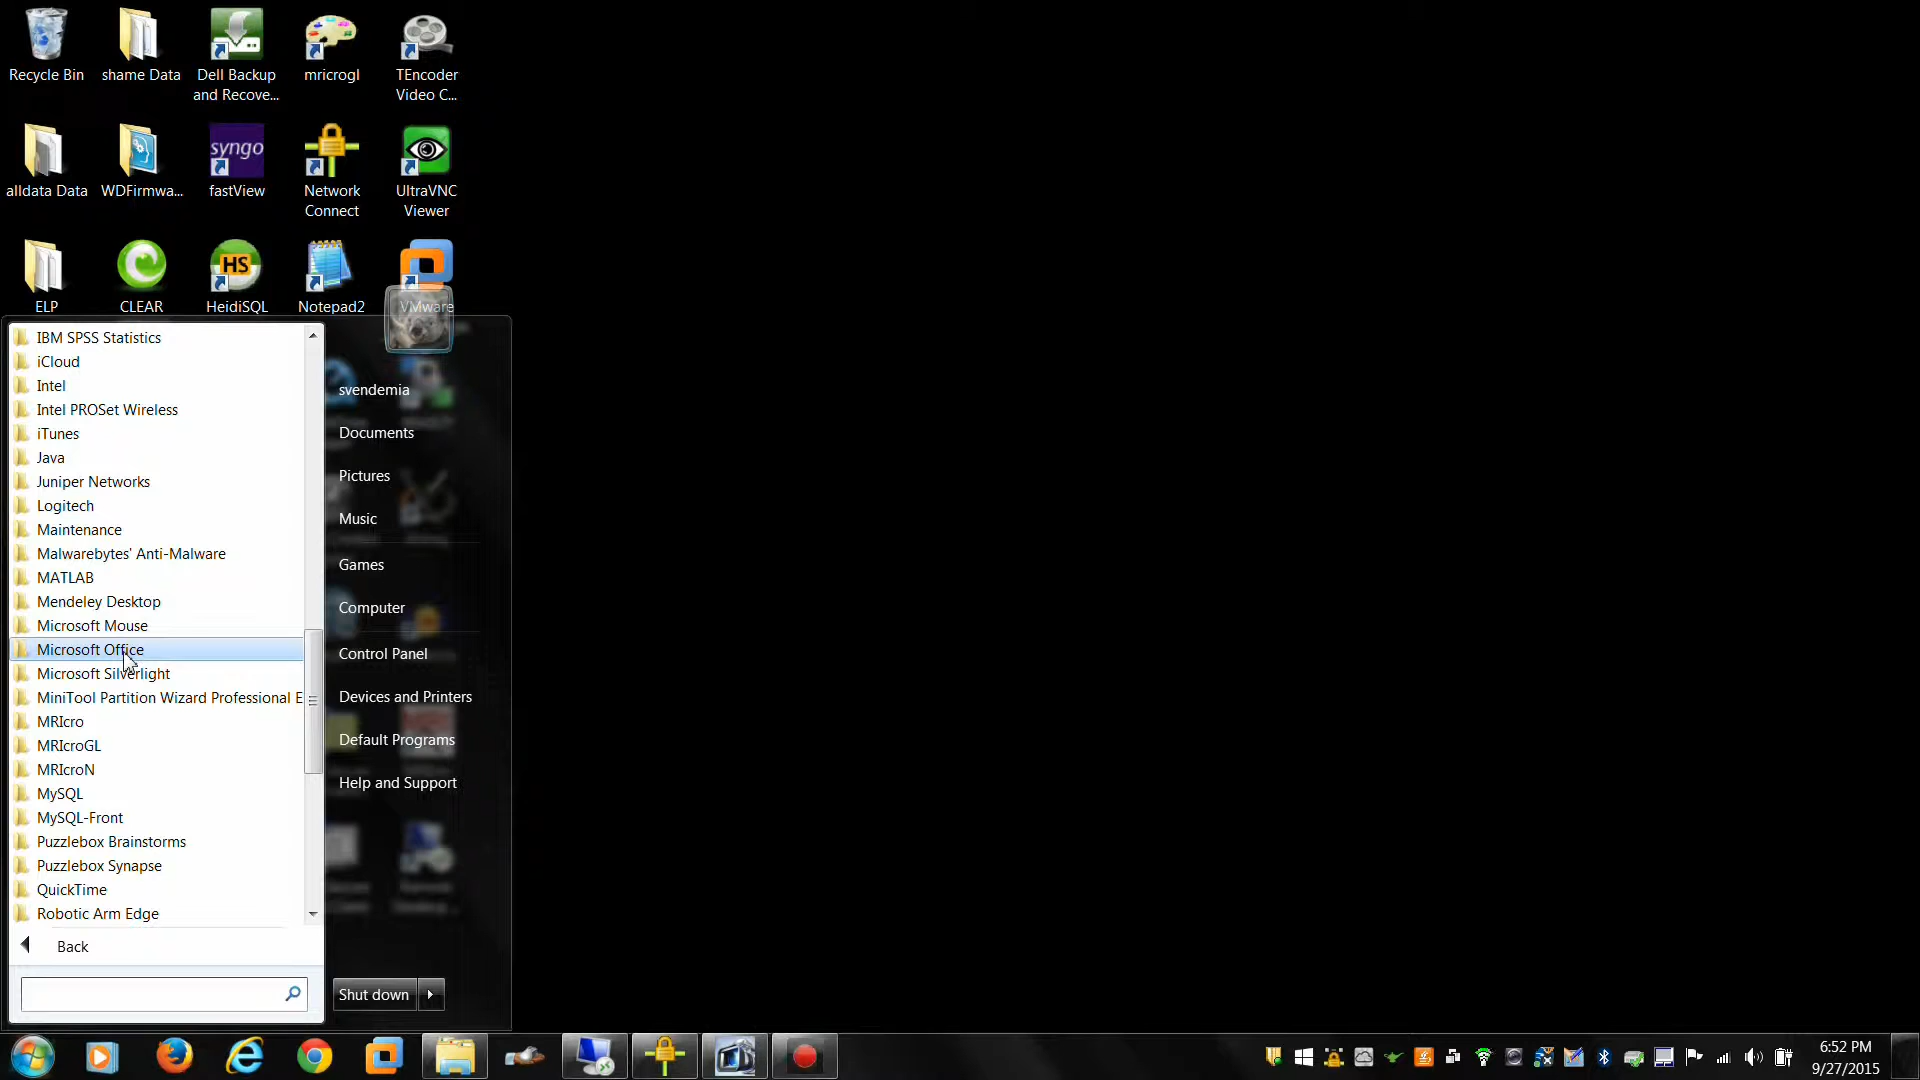 Recycle Bin
shame Data
Dell Backup
and Recove...
mricrogl
TEncoder
Video C...
alldata Data
WDFirmwa...
syngo
fastView
Network
Connect
UltraVNC
Viewer
ELP
CLEAR
HS
HeidiSQL
Notepad2
VMware
IBM SPSS Statistics
iCloud
Intel
Intel PROSet Wireless
iTunes
Java
Juniper Networks
Logitech
Maintenance
Malwarebytes' Anti-Malware
MATLAB
Mendeley Desktop
Microsoft Mouse
Microsoft Office
Microsoft Silverlight
MiniTool Partition Wizard Professional E
MRIcro
MRIcroGL
MRIcroN
MySQL
MySQL-Front
Puzzlebox Brainstorms
Puzzlebox Synapse
QuickTime
Robotic Arm Edge
Back
svendemia
Documents
Pictures
Music
Games
Computer
Control Panel
Devices and Printers
Default Programs
Help and Support
Shut down
6:52 PM
9/27/2015